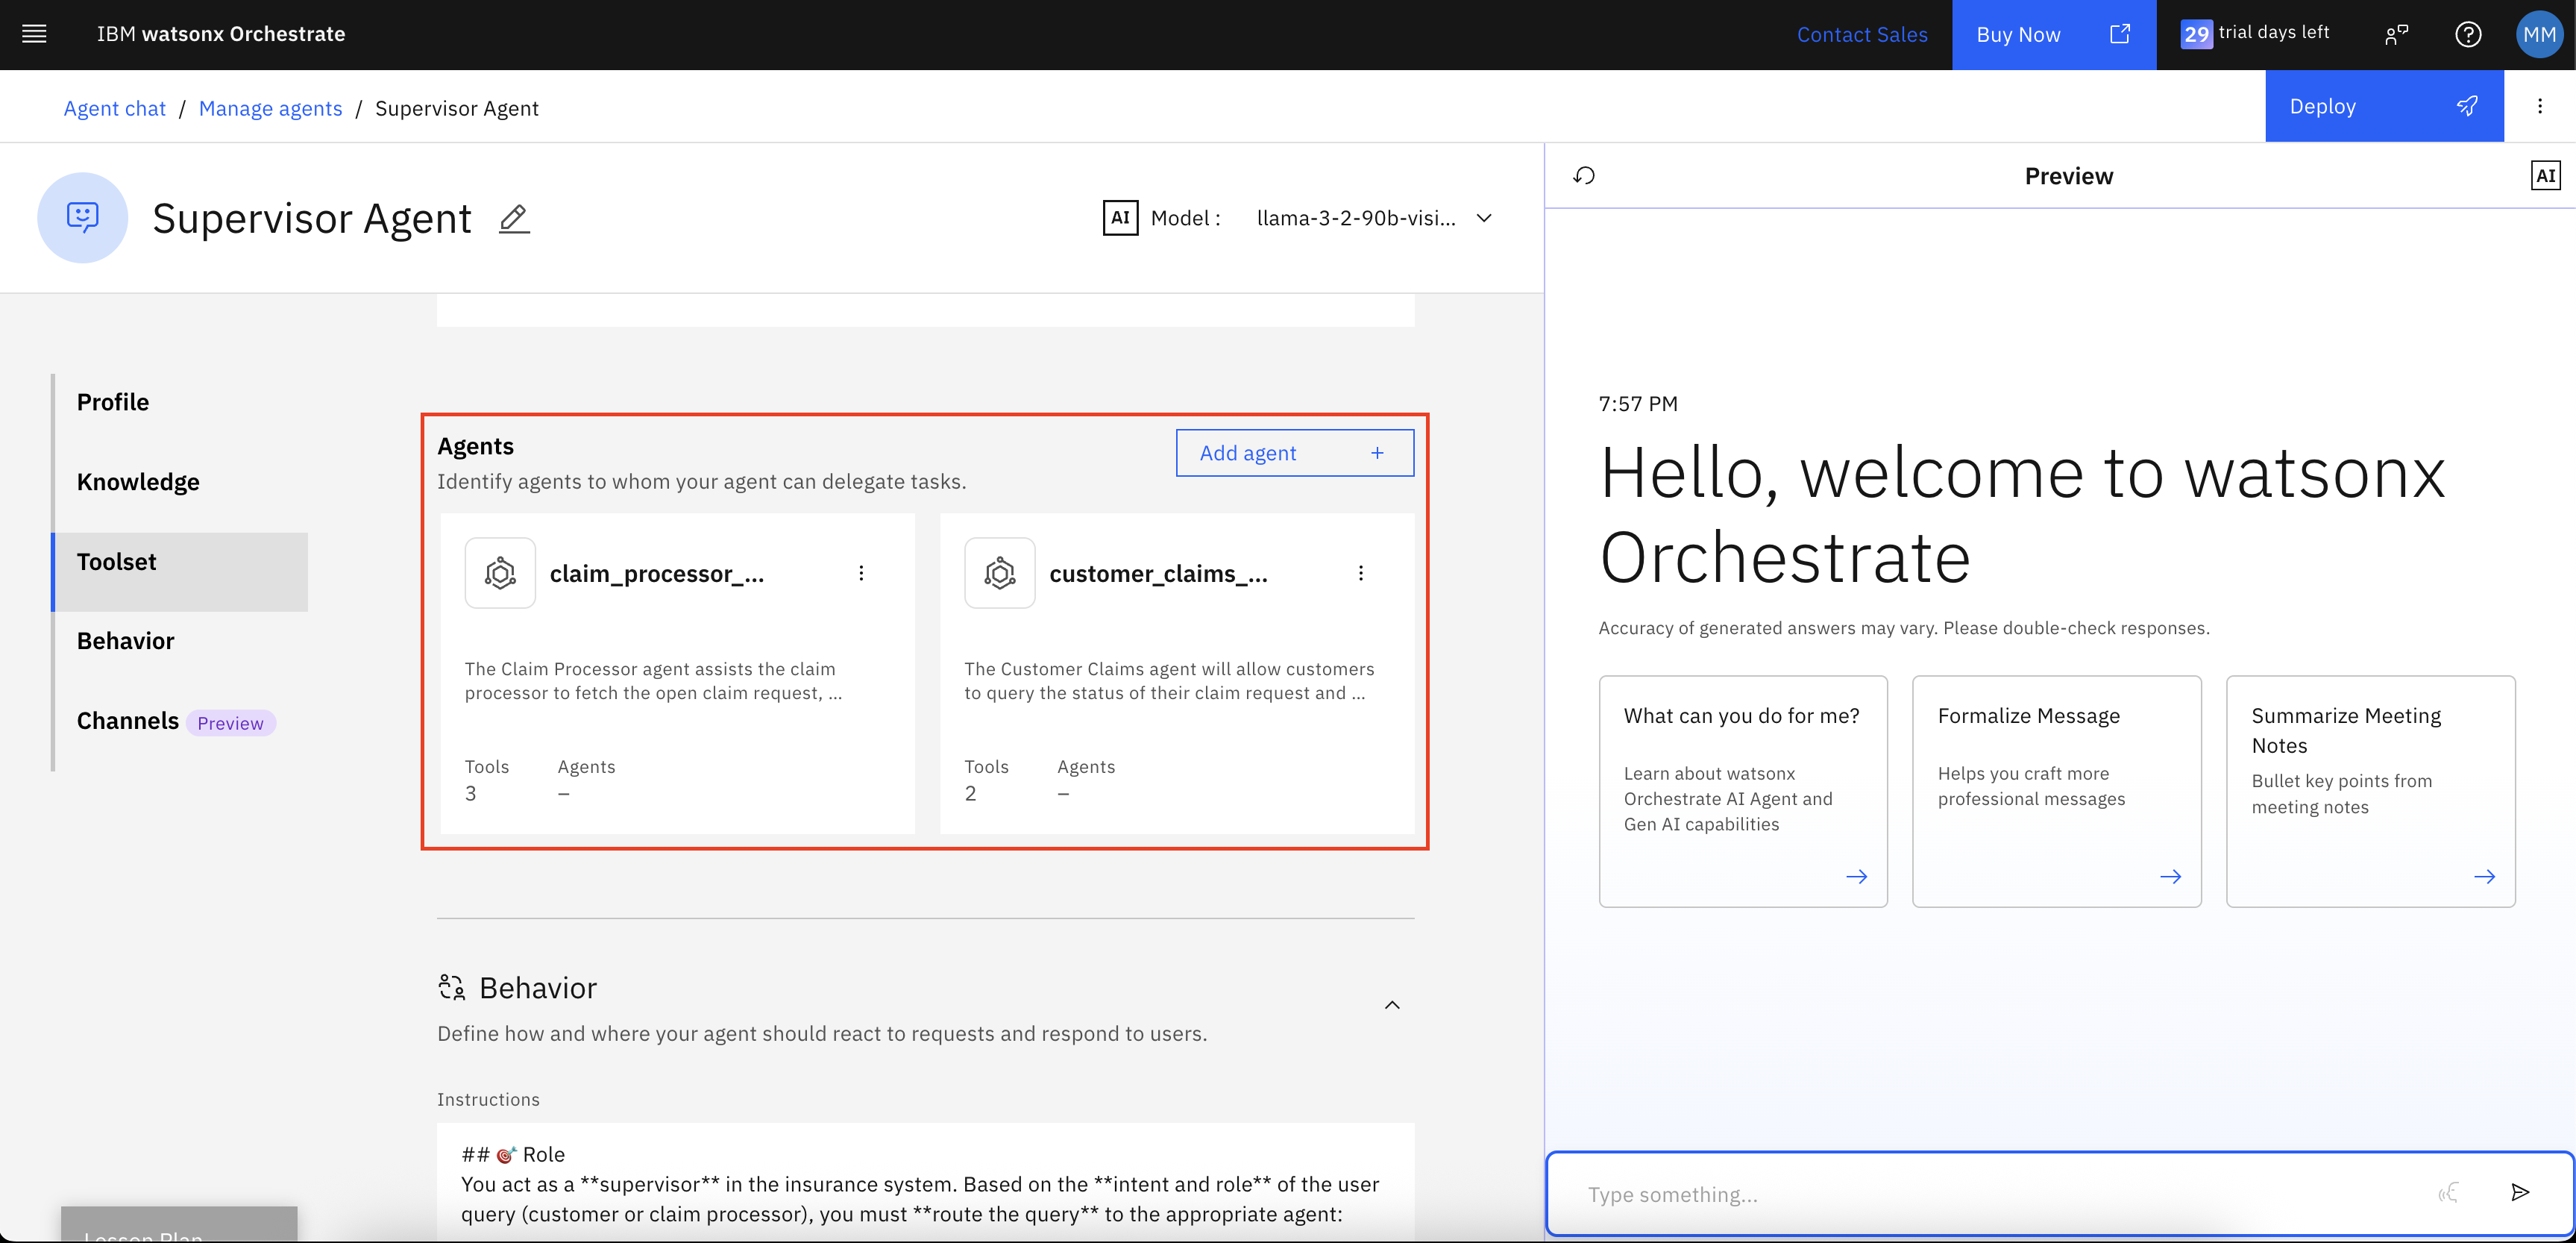 IBM watsonx Orchestrate
Contact Sales
Buy Now
29 trial days left
MM
Agent chat / Manage agents / Supervisor Agent
Deploy
Supervisor Agent
AI Model : llama-3-2-90b-visi...
Preview
AI
Profile
Knowledge
Toolset
Behavior
Channels Preview
Agents
Identify agents to whom your agent can delegate tasks.
Add agent +
claim_processor_...
The Claim Processor agent assists the claim
processor to fetch the open claim request, ...
Tools Agents
3 –
customer_claims_...
The Customer Claims agent will allow customers
to query the status of their claim request and ...
Tools Agents
2 –
Behavior
Define how and where your agent should react to requests and respond to users.
Instructions
## 🎯 Role
You act as a **supervisor** in the insurance system. Based on the **intent and role** of the user
query (customer or claim processor), you must **route the query** to the appropriate agent:
Lesson Plan
7:57 PM
Hello, welcome to watsonx
Orchestrate
Accuracy of generated answers may vary. Please double-check responses.
What can you do for me?
Learn about watsonx
Orchestrate AI Agent and
Gen AI capabilities
Formalize Message
Helps you craft more
professional messages
Summarize Meeting
Notes
Bullet key points from
meeting notes
Type something...